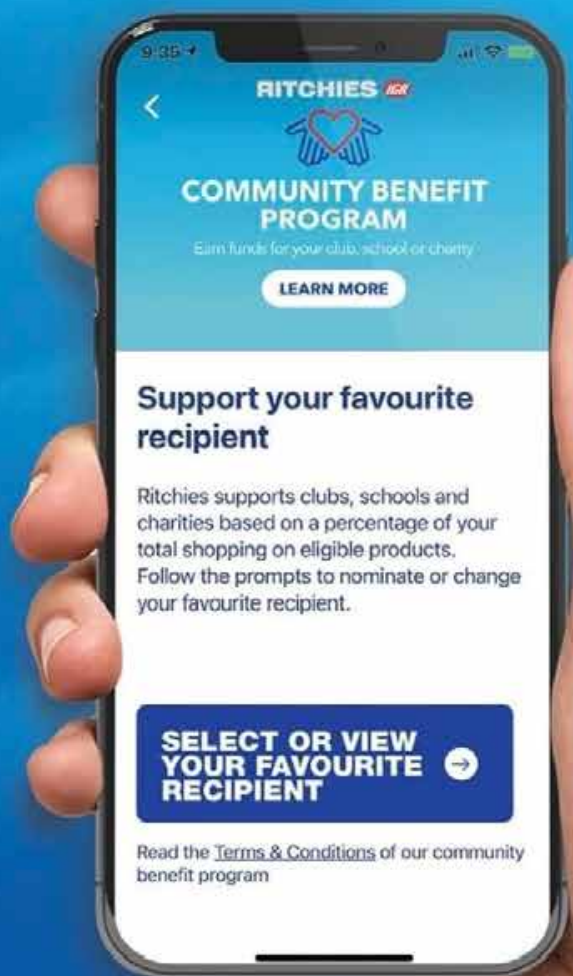 9:35
RITCHIES IGA
COMMUNITY BENEFIT
PROGRAM
Earn funds for your club, school or charity
LEARN MORE
Support your favourite
recipient
Ritchies supports clubs, schools and
charities based on a percentage of your
total shopping on eligible products.
Follow the prompts to nominate or change
your favourite recipient.
SELECT OR VIEW
YOUR FAVOURITE
RECIPIENT
Read the Terms & Conditions of our community
benefit program